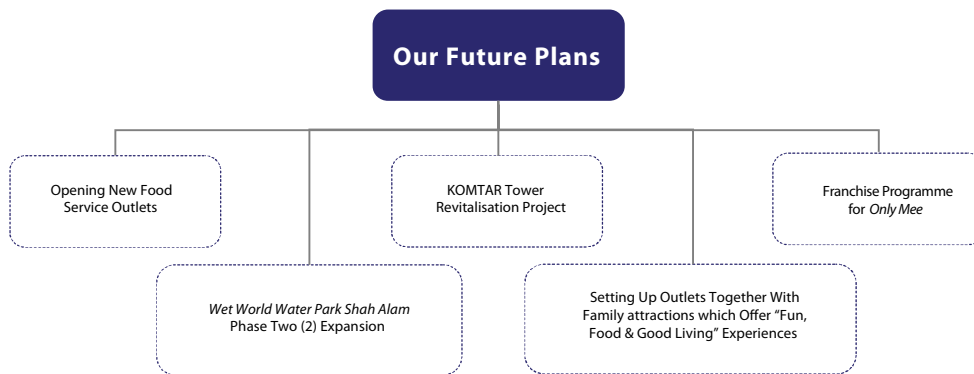 Our Future Plans
Opening New Food
Service Outlets
KOMTAR Tower
Revitalisation Project
Franchise Programme
for Only Mee
Wet World Water Park Shah Alam
Phase Two (2) Expansion
Setting Up Outlets Together With
Family attractions which Offer “Fun,
Food & Good Living” Experiences